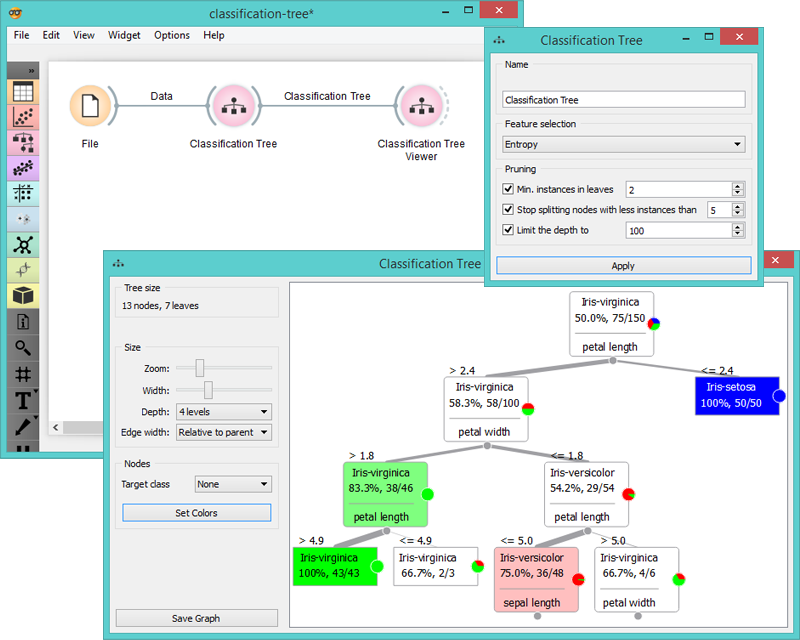 classification-tree*
File Edit View Widget Options Help
»
Data
Classification Tree
File
Classification Tree
Classification Tree
Viewer
T
<
Classification Tree
Name
Classification Tree
Feature selection
Entropy
Pruning
Min. instances in leaves 2
Stop splitting nodes with less instances than 5
Limit the depth to 100
Apply
Classification Tree
Tree size
13 nodes, 7 leaves
Size
Zoom:
Width:
Depth: 4 levels
Edge width: Relative to parent
Nodes
Target class None
Set Colors
Save Graph
Iris-virginica
50.0%, 75/150
petal length
> 2.4
<= 2.4
Iris-virginica
58.3%, 58/100
petal width
Iris-setosa
100%, 50/50
> 1.8
<= 1.8
Iris-virginica
83.3%, 38/46
petal length
Iris-versicolor
54.2%, 29/54
petal length
> 4.9
<= 4.9
<= 5.0
> 5.0
Iris-virginica
100%, 43/43
Iris-virginica
66.7%, 2/3
Iris-versicolor
75.0%, 36/48
sepal length
Iris-virginica
66.7%, 4/6
petal width